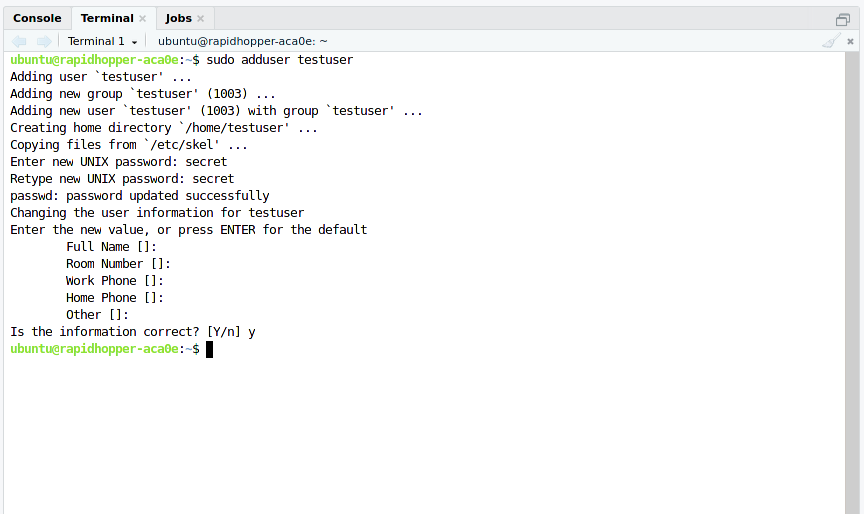 Console Terminal Jobs
Terminal 1 ubuntu@rapidhopper-aca0e: ~
ubuntu@rapidhopper-aca0e:~$ sudo adduser testuser
Adding user `testuser' ...
Adding new group `testuser' (1003) ...
Adding new user `testuser' (1003) with group `testuser' ...
Creating home directory `/home/testuser' ...
Copying files from `/etc/skel' ...
Enter new UNIX password: secret
Retype new UNIX password: secret
passwd: password updated successfully
Changing the user information for testuser
Enter the new value, or press ENTER for the default
Full Name []:
Room Number []:
Work Phone []:
Home Phone []:
Other []:
Is the information correct? [Y/n] y
ubuntu@rapidhopper-aca0e:~$